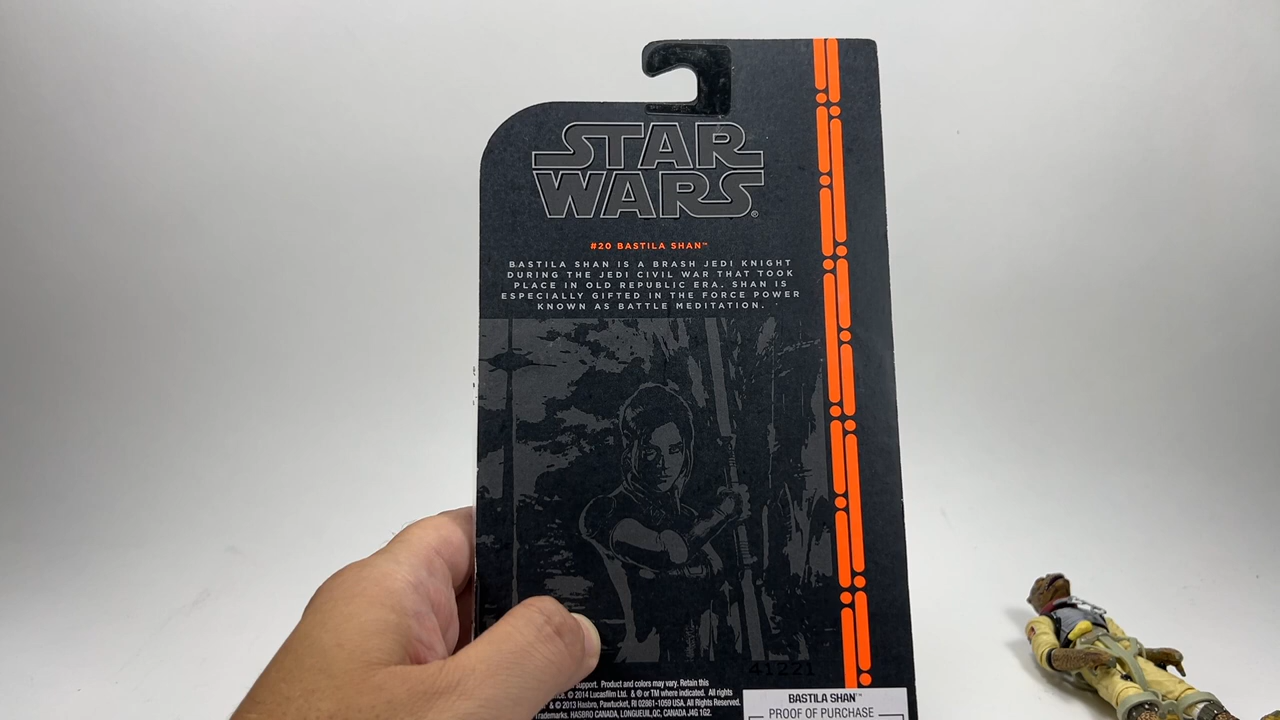 STAR
WARS®
#20 BASTILA SHAN™
BASTILA SHAN IS A BRASH JEDI KNIGHT
DURING THE JEDI CIVIL WAR THAT TOOK
PLACE IN OLD REPUBLIC ERA. SHAN IS
ESPECIALLY GIFTED IN THE FORCE POWER
KNOWN AS BATTLE MEDITATION.
41221
support. Product and colors may vary. Retain this
© 2014 Lucasfilm Ltd. & ® or TM where indicated. All rights
& © 2013 Hasbro, Pawtucket, RI 02861-1059 USA. All Rights Reserved.
Trademarks. HASBRO CANADA, LONGUEUIL, QC, CANADA J4G 1G2.
BASTILA SHAN™
PROOF OF PURCHASE